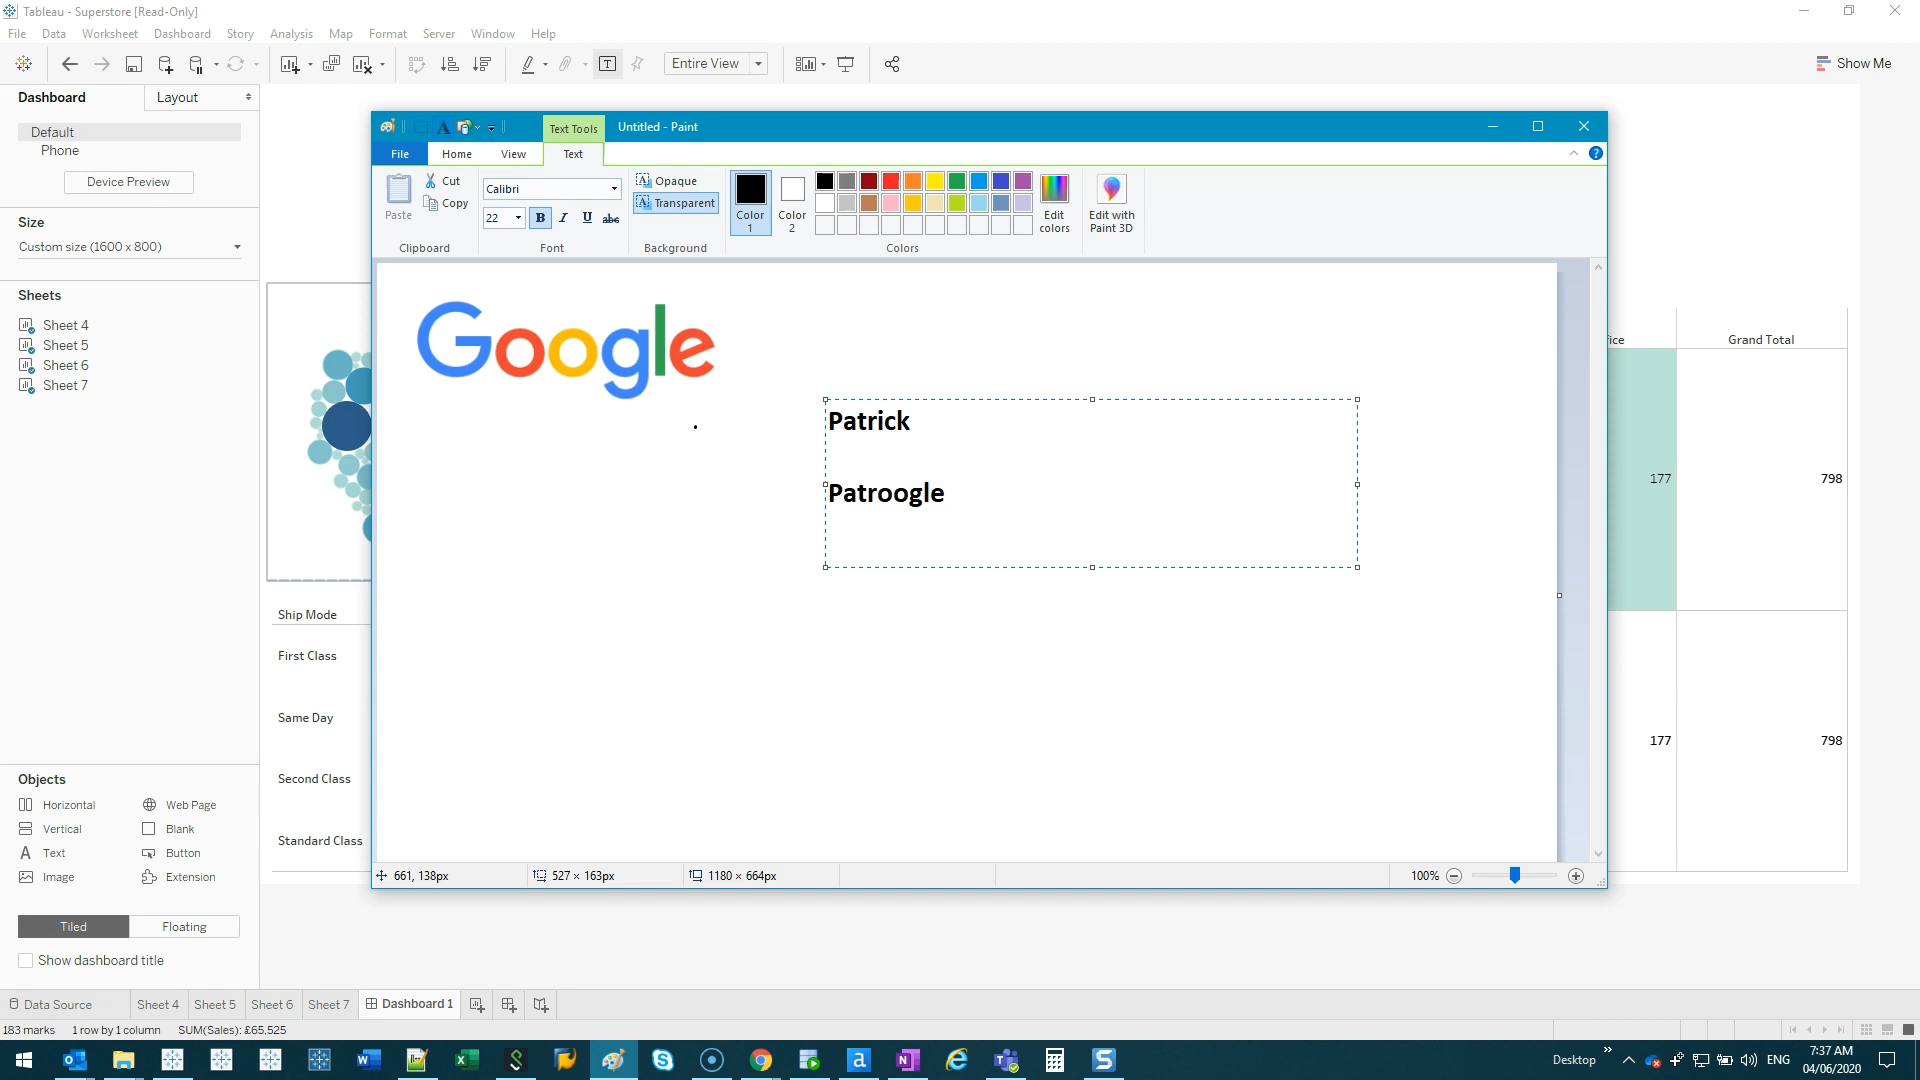 Tableau - Superstore [Read-Only]
File Data Worksheet Dashboard Story Analysis Map Format Server Window Help
Entire View
Show Me
Dashboard Layout
Default
Phone
Device Preview
Size
Custom size (1600 x 800)
Sheets
Sheet 4
Sheet 5
Sheet 6
Sheet 7
Text Tools Untitled - Paint
File Home View Text
Paste Cut Copy
Clipboard
Calibri
22 B I U abc
Font
Opaque
Transparent
Background
Color 1
Color 2
Colors
Edit colors
Edit with Paint 3D
Google
Patrick
Patroogle
661, 138px 527 × 163px 1180 × 664px 100%
ice Grand Total
177 798
177 798
Ship Mode
First Class
Same Day
Second Class
Standard Class
Objects
Horizontal Web Page
Vertical Blank
A Text Button
Image Extension
Tiled Floating
Show dashboard title
Data Source Sheet 4 Sheet 5 Sheet 6 Sheet 7 Dashboard 1
183 marks 1 row by 1 column SUM(Sales): £65,525
Desktop ENG 7:37 AM
04/06/2020